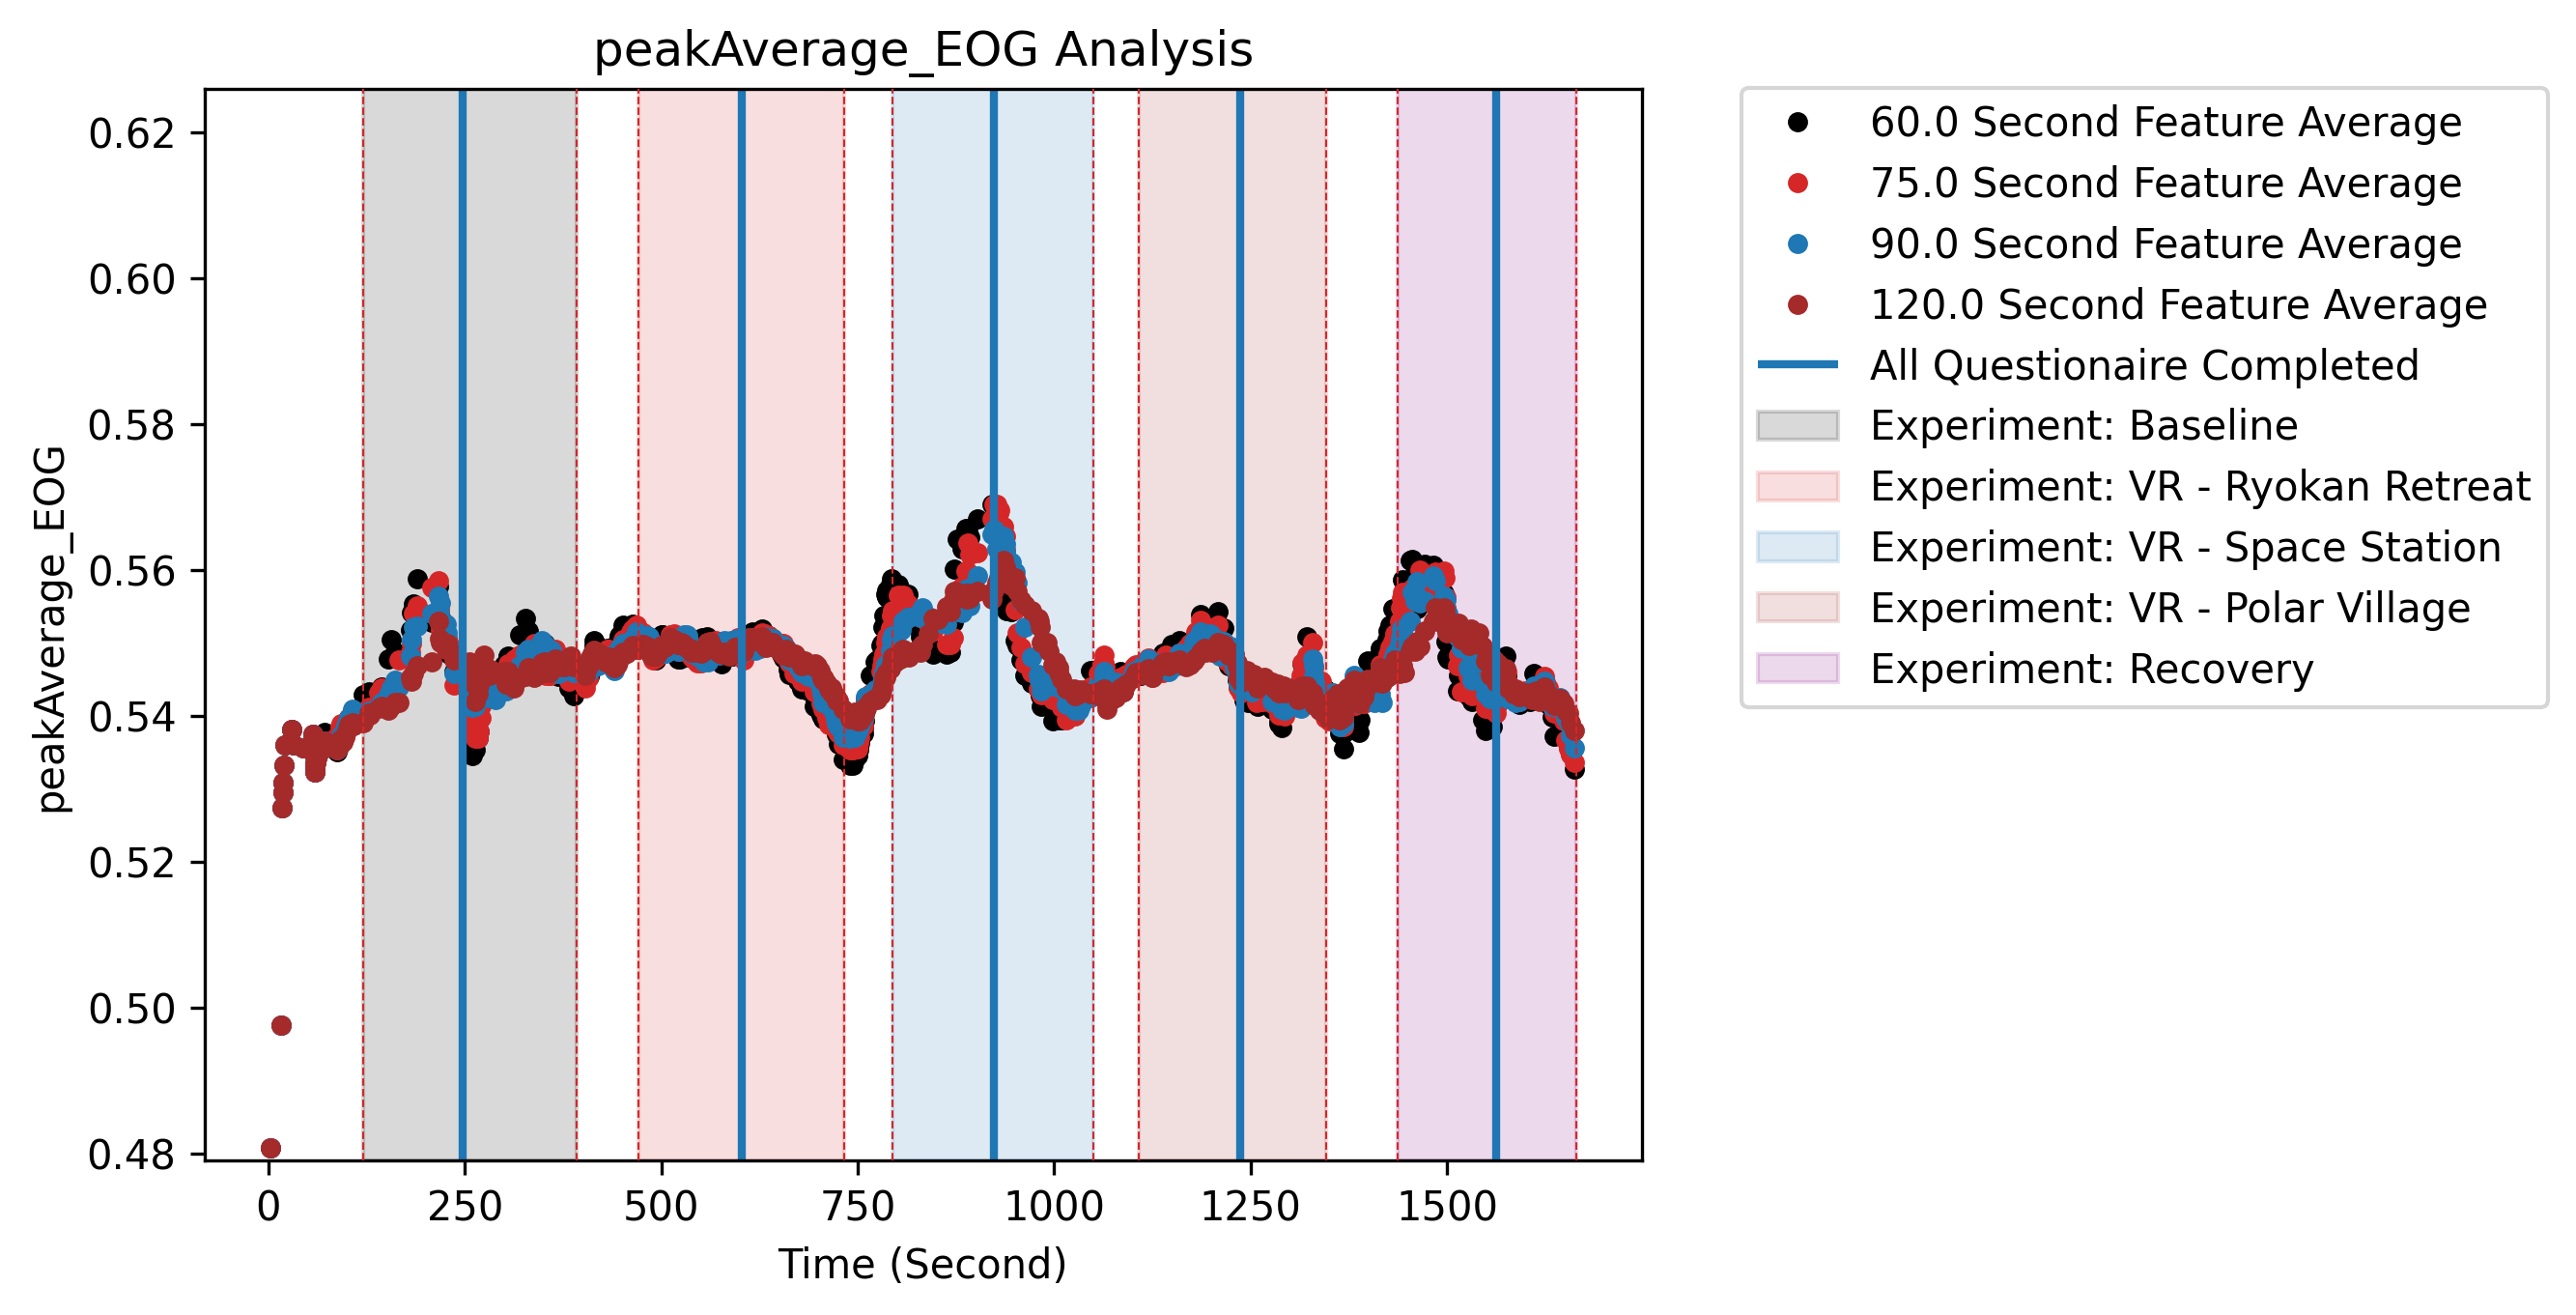 peakAverage_EOG Analysis
peakAverage_EOG
0.62
0.60
0.58
0.56
0.54
0.52
0.50
0.48
0
250
500
750
1000
1250
1500
Time (Second)
60.0 Second Feature Average
75.0 Second Feature Average
90.0 Second Feature Average
120.0 Second Feature Average
All Questionaire Completed
Experiment: Baseline
Experiment: VR - Ryokan Retreat
Experiment: VR - Space Station
Experiment: VR - Polar Village
Experiment: Recovery